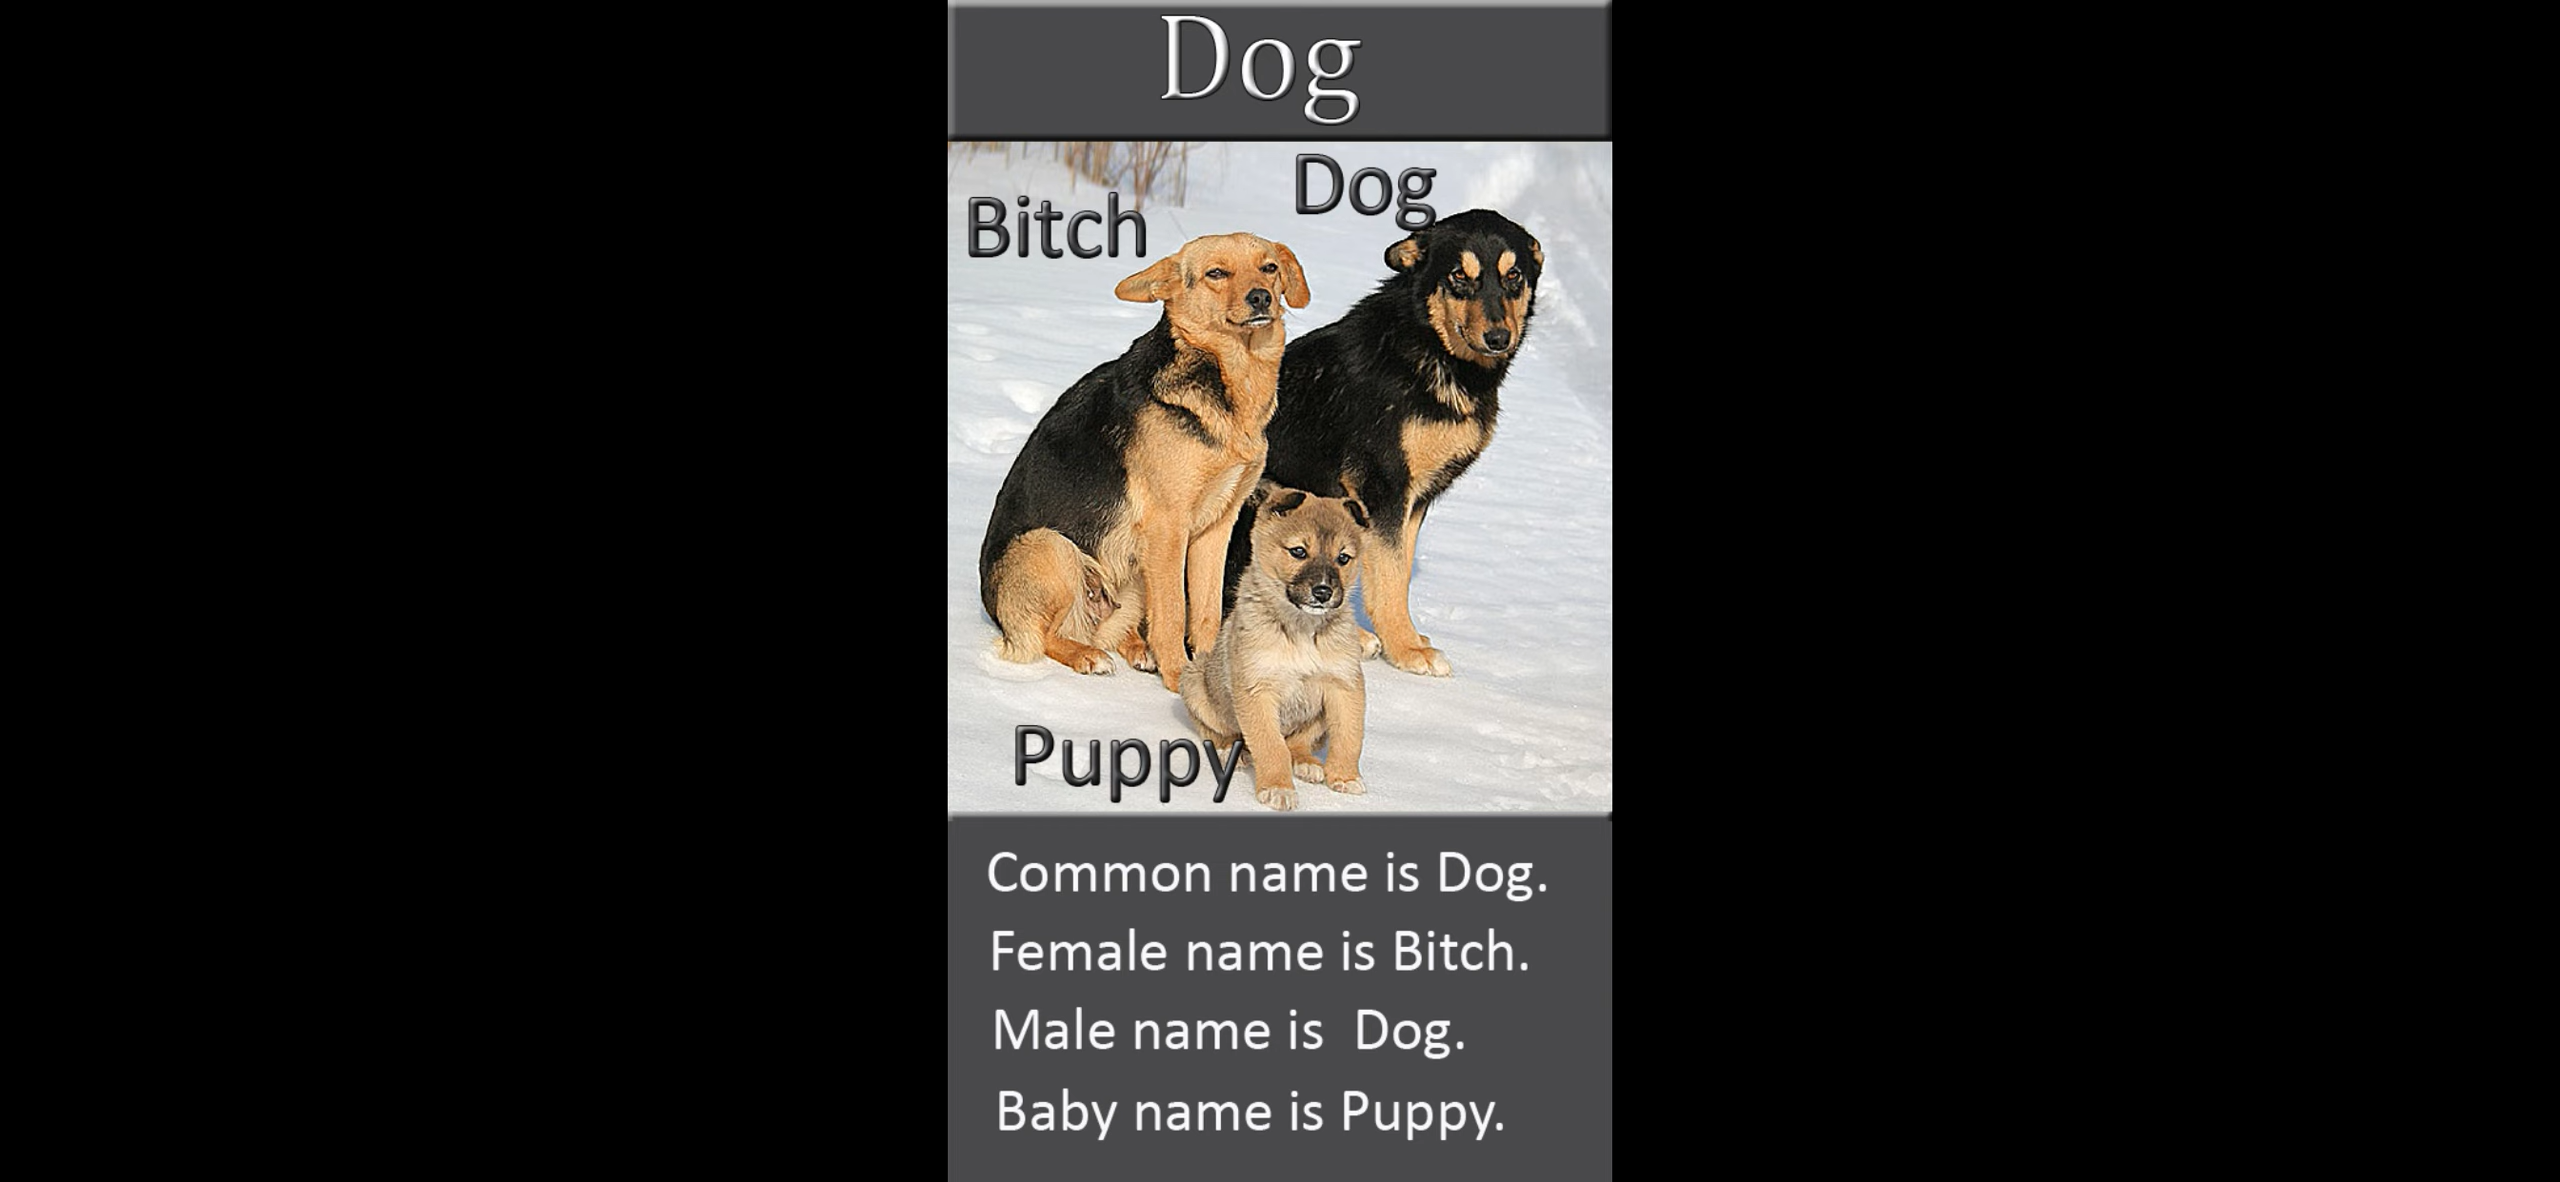 Dog
Dog
Bitch
Puppy
Common name is Dog.
Female name is Bitch.
Male name is  Dog.
Baby name is Puppy.